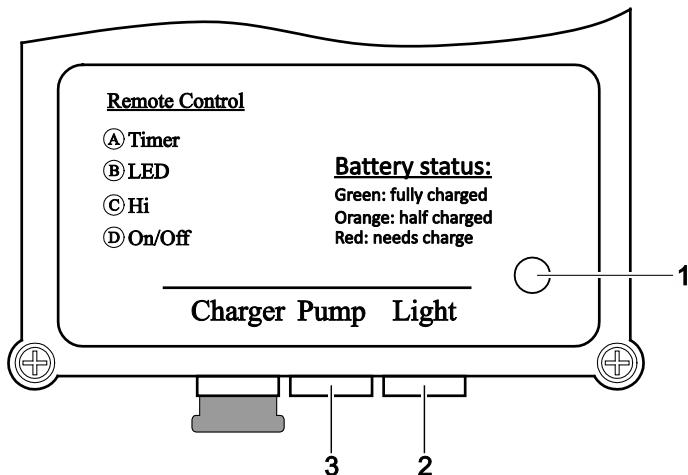 Remote Control
Ⓐ Timer
Ⓑ LED
Ⓒ Hi
Ⓓ On/Off
Battery status:
Green: fully charged
Orange: half charged
Red: needs charge
1
Charger Pump Light
3 2